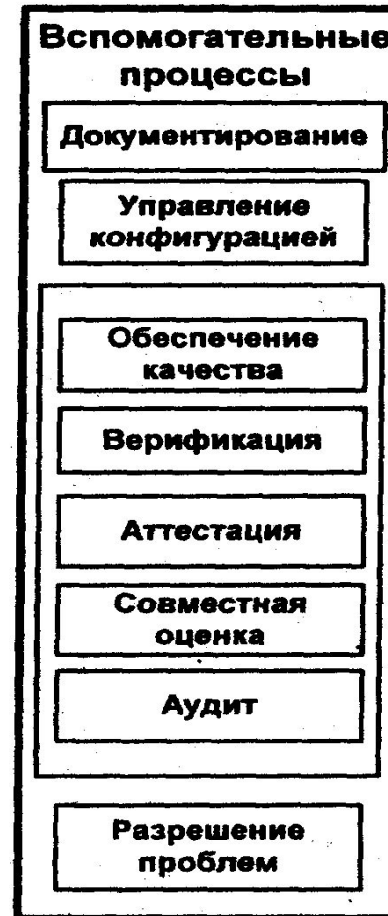 Вспомогательные
процессы
Документирование
Управление
конфигурацией
Обеспечение
качества
Верификация
Аттестация
Совместная
оценка
Аудит
Разрешение
проблем